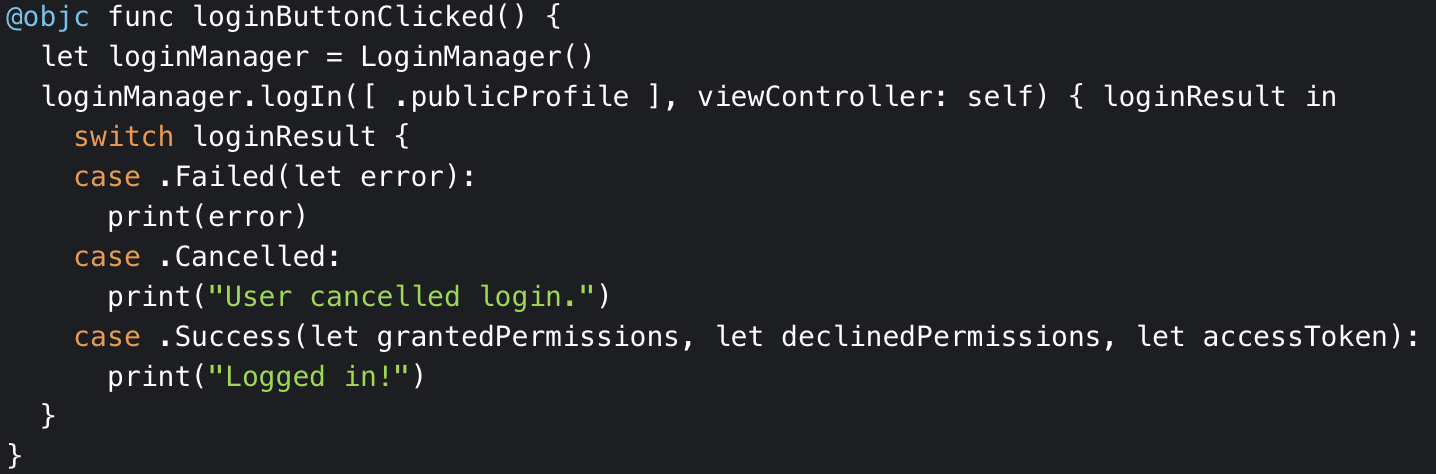 @objc func loginButtonClicked() {
  let loginManager = LoginManager()
  loginManager.logIn([ .publicProfile ], viewController: self) { loginResult in
    switch loginResult {
    case .Failed(let error):
      print(error)
    case .Cancelled:
      print("User cancelled login.")
    case .Success(let grantedPermissions, let declinedPermissions, let accessToken):
      print("Logged in!")
  }
}